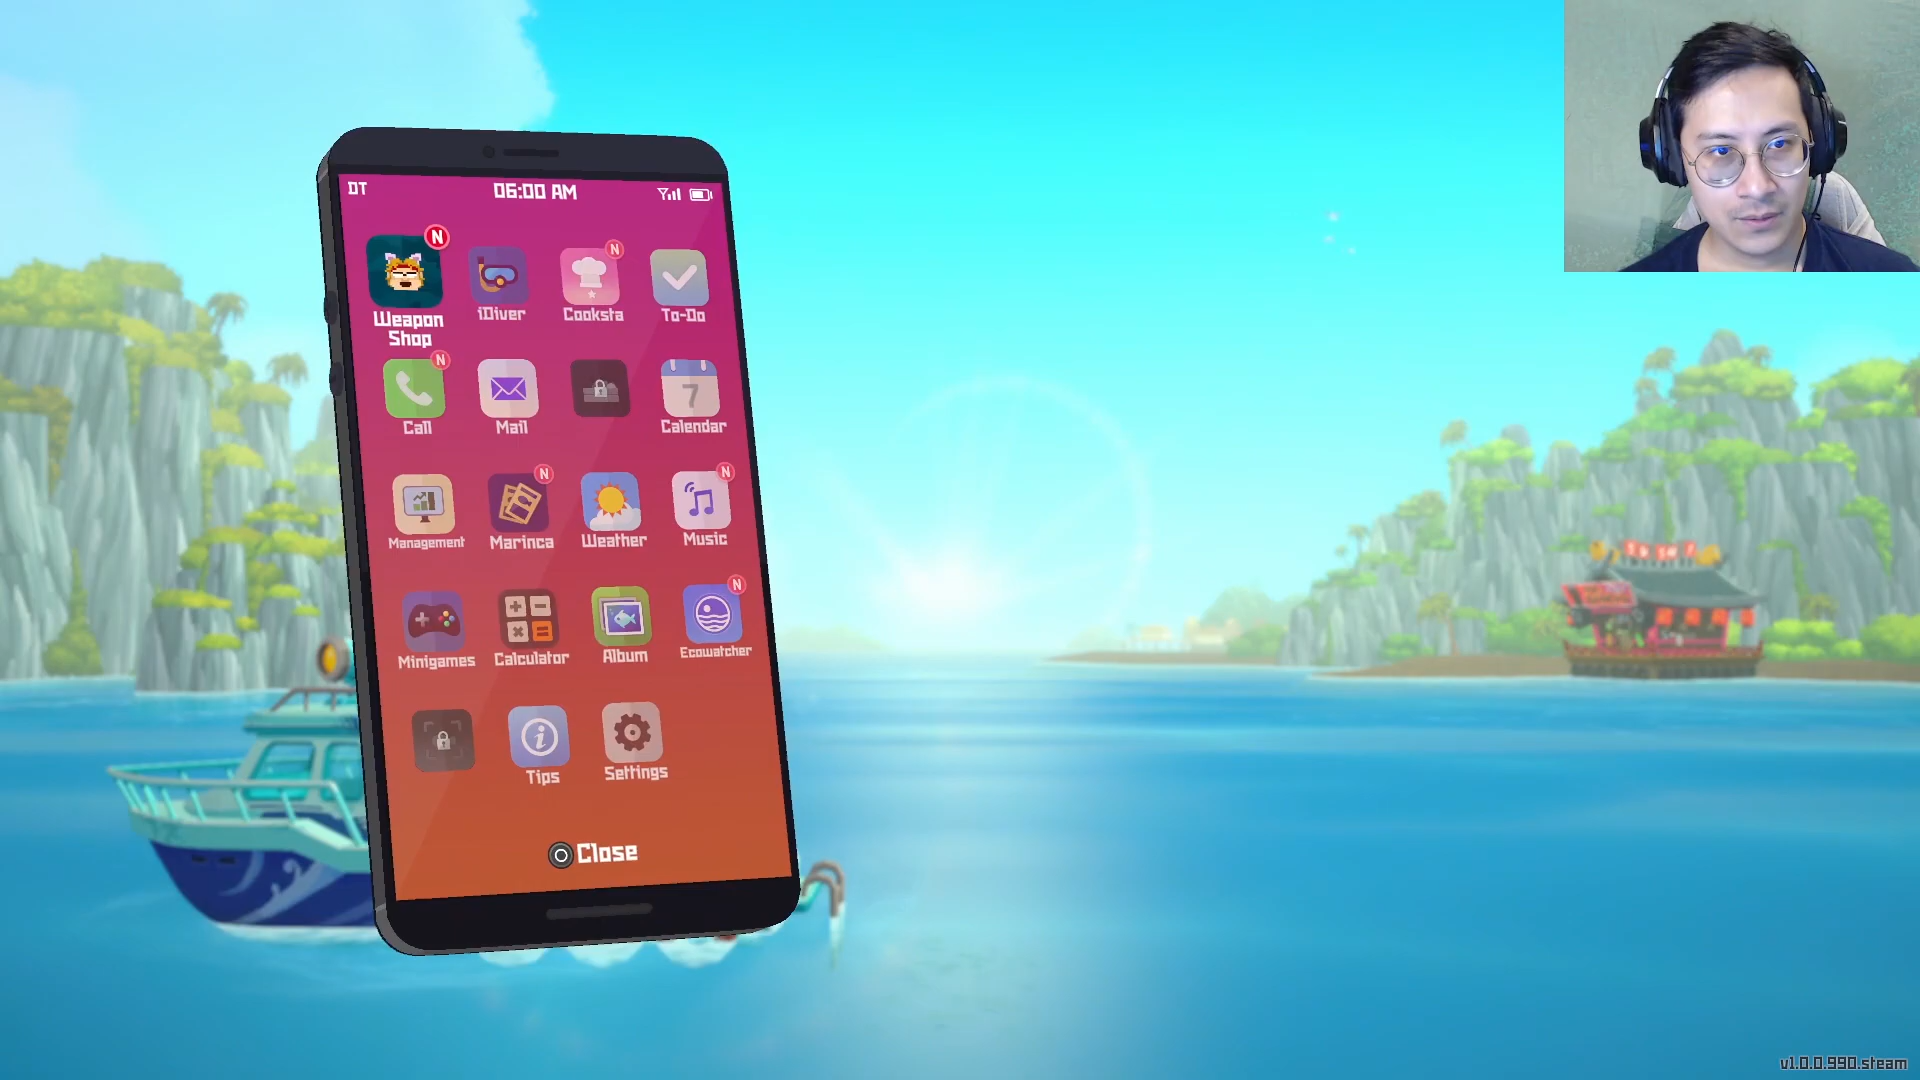 DT
06:00 AM
N
Weapon
Shop
iDiver
N
Cooksta
To-Do
N
Call
Mail
7
Calendar
Management
N
Marinca
Weather
N
Music
Minigames
Calculator
Album
N
Ecowatcher
i
Tips
Settings
Close
v1.0.0.990.steam